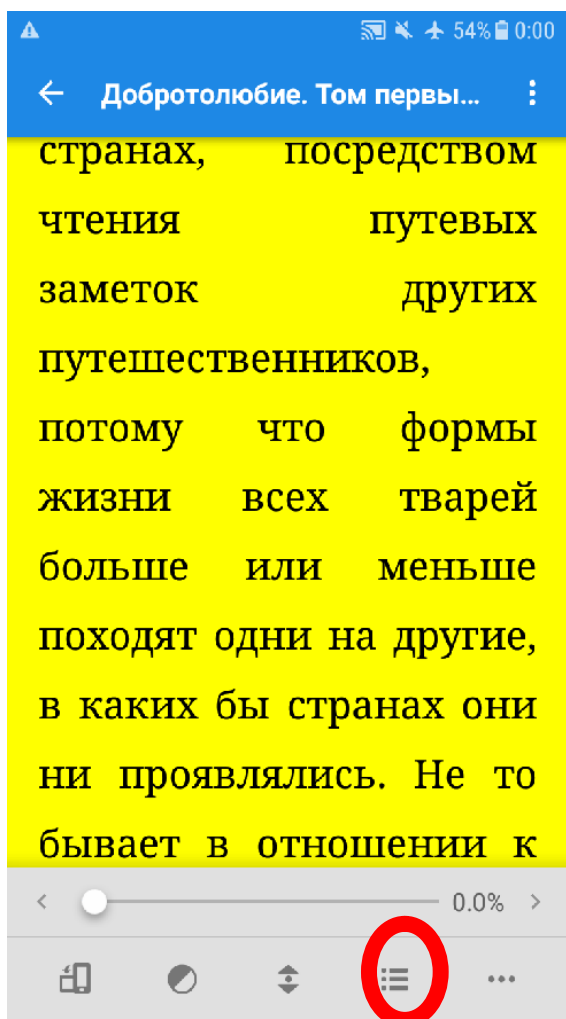 54% 0:00
Добротолюбие. Том первы...
странах, посредством
чтения путевых
заметок других
путешественников,
потому что формы
жизни всех тварей
больше или меньше
походят одни на другие,
в каких бы странах они
ни проявлялись. Не то
бывает в отношении к
0.0%